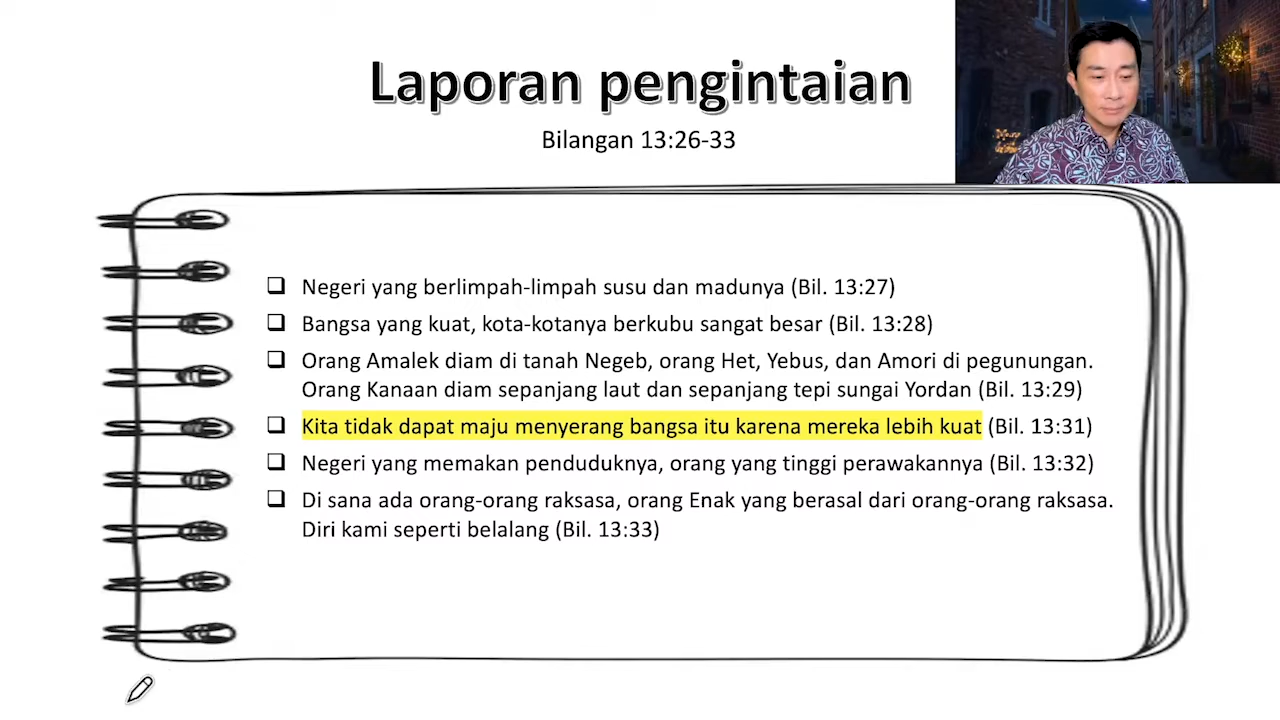 Laporan pengintaian
Bilangan 13:26-33
Negeri yang berlimpah-limpah susu dan madunya (Bil. 13:27)
Bangsa yang kuat, kota-kotanya berkubu sangat besar (Bil. 13:28)
Orang Amalek diam di tanah Negeb, orang Het, Yebus, dan Amori di pegunungan.
Orang Kanaan diam sepanjang laut dan sepanjang tepi sungai Yordan (Bil. 13:29)
Kita tidak dapat maju menyerang bangsa itu karena mereka lebih kuat (Bil. 13:31)
Negeri yang memakan penduduknya, orang yang tinggi perawakannya (Bil. 13:32)
Di sana ada orang-orang raksasa, orang Enak yang berasal dari orang-orang raksasa.
Diri kami seperti belalang (Bil. 13:33)